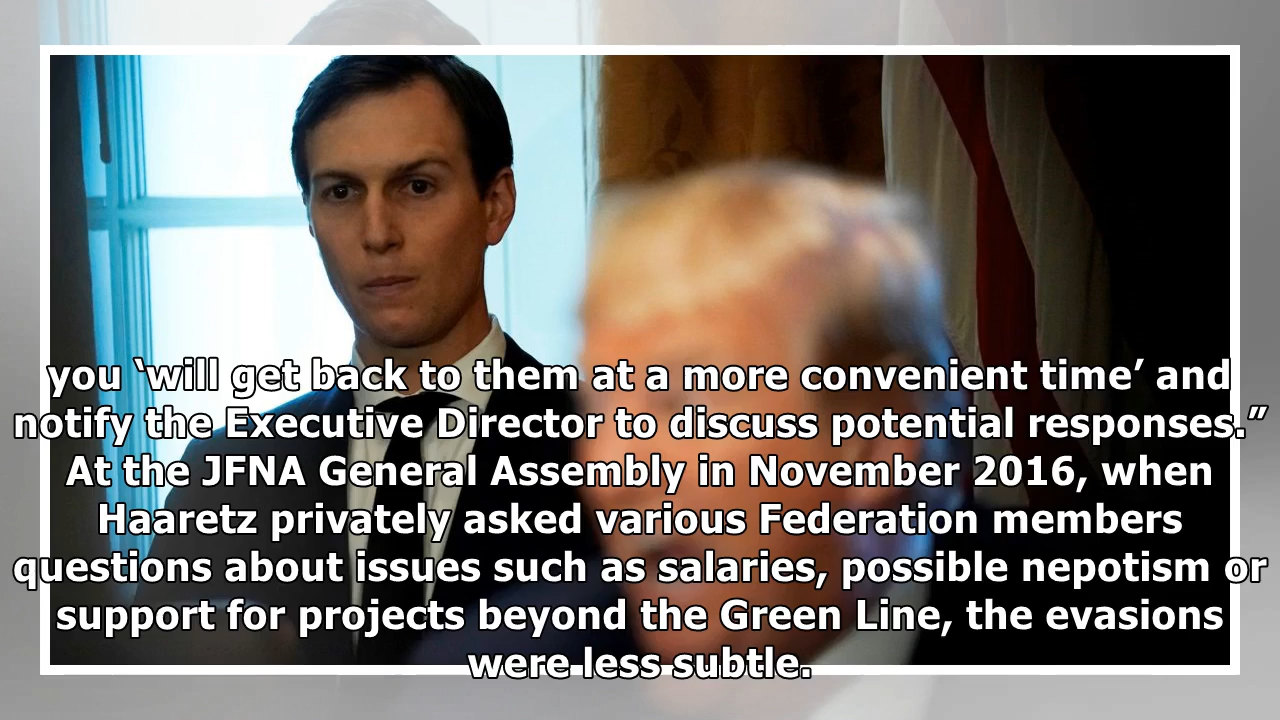 you ‘will get back to them at a more convenient time’ and
notify the Executive Director to discuss potential responses.”
At the JFNA General Assembly in November 2016, when
Haaretz privately asked various Federation members
questions about issues such as salaries, possible nepotism or
support for projects beyond the Green Line, the evasions
were less subtle.